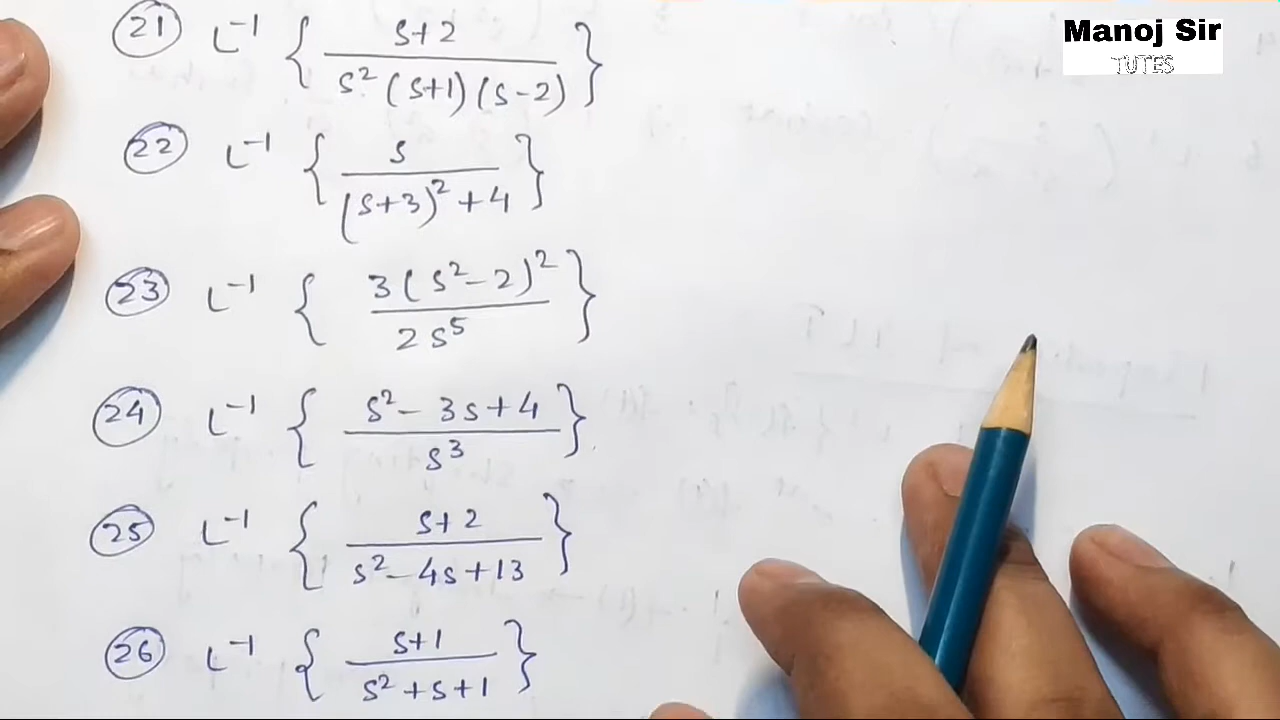 Manoj Sir
TUTES
21 L⁻¹ { s+2 / s² (s+1) (s-2) }
22 L⁻¹ { s / (s+3)² + 4 }
23 L⁻¹ { 3(s²-2)² / 2s⁵ }
24 L⁻¹ { s² - 3s + 4 / s³ }
25 L⁻¹ { s+2 / s² - 4s + 13 }
26 L⁻¹ { s+1 / s² + s + 1 }